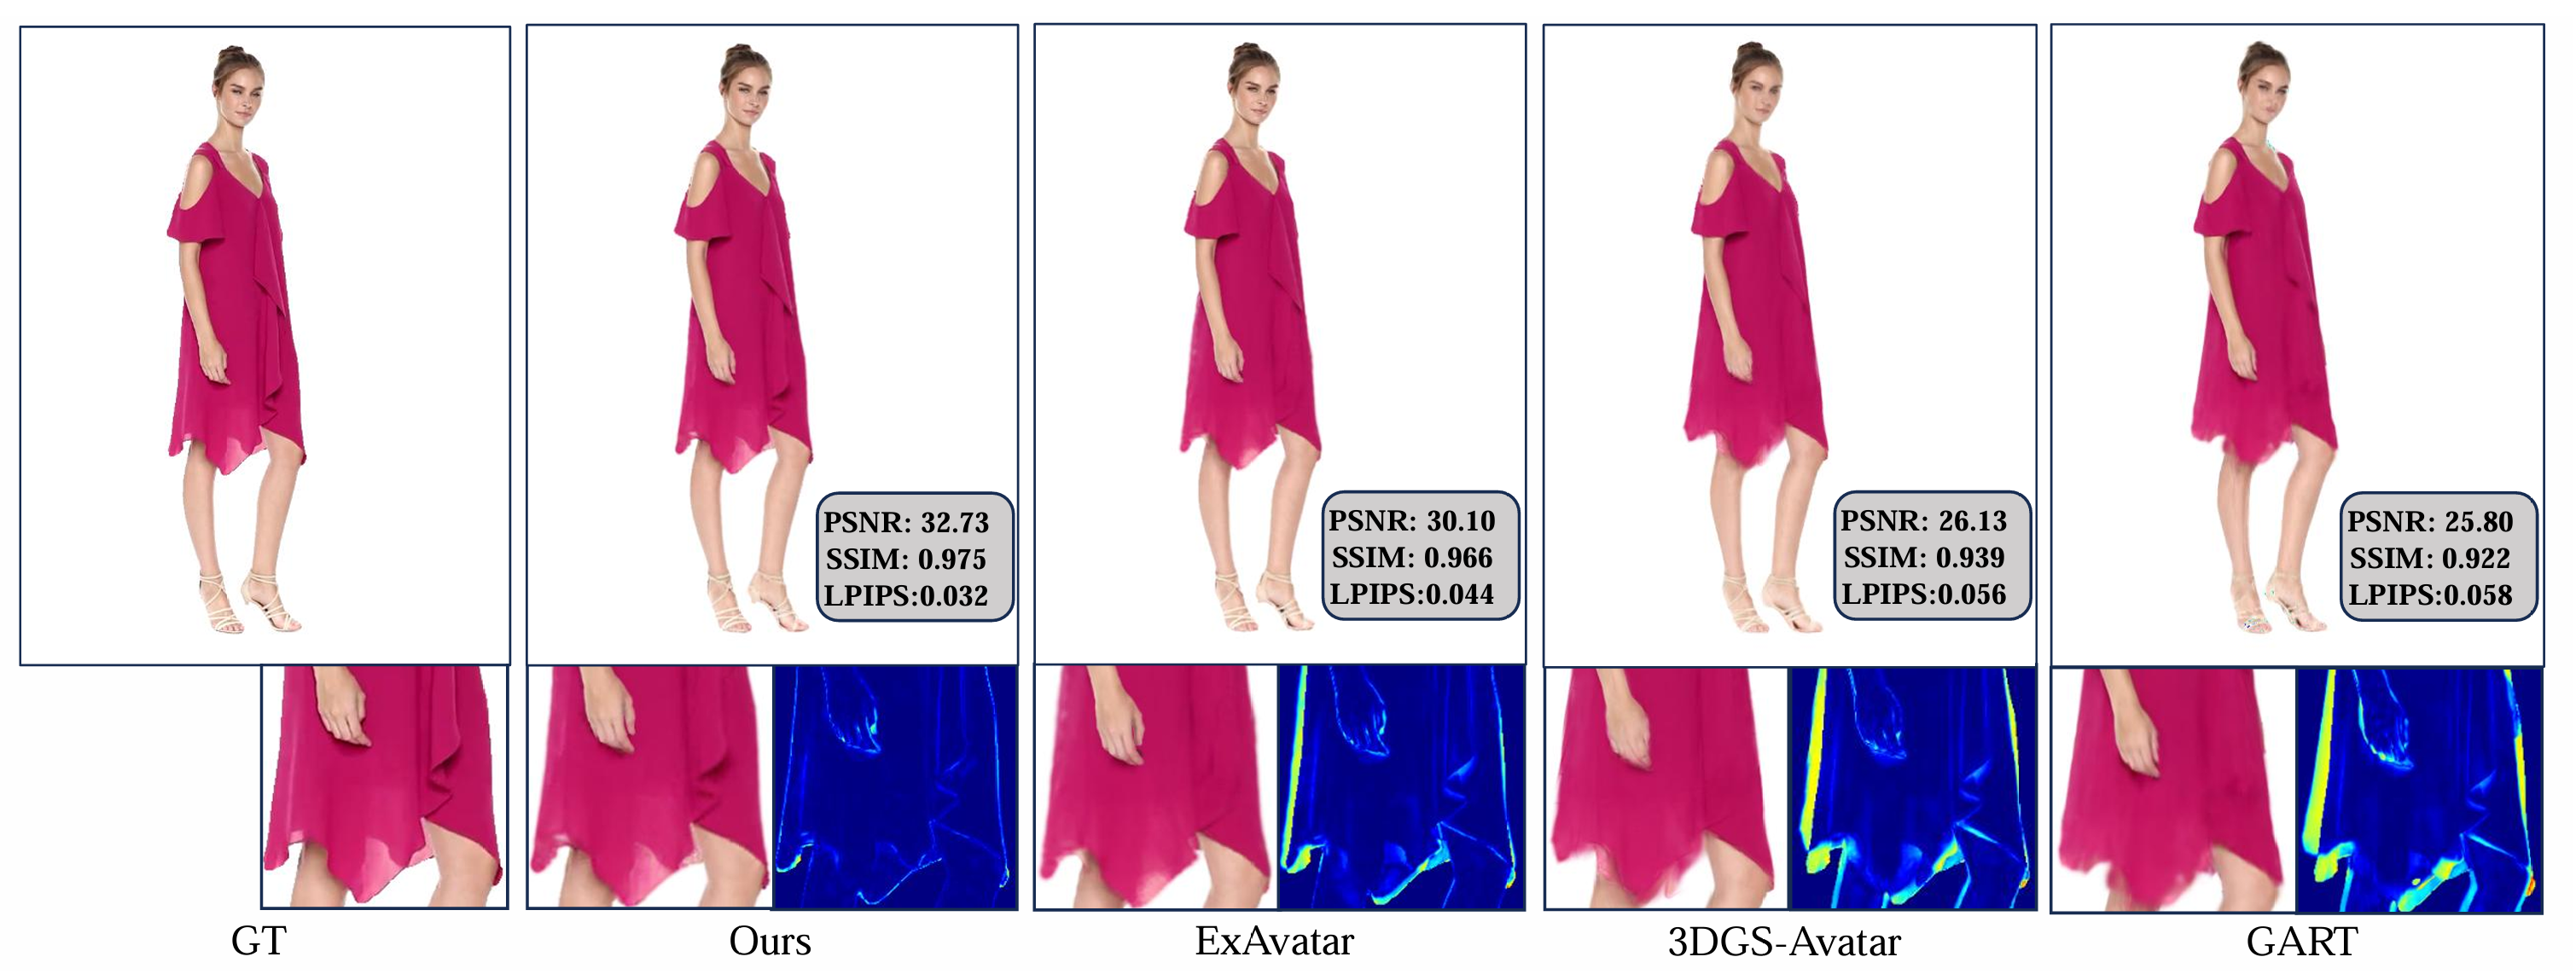 PSNR: 32.73
SSIM: 0.975
LPIPS:0.032
PSNR: 30.10
SSIM: 0.966
LPIPS:0.044
PSNR: 26.13
SSIM: 0.939
LPIPS:0.056
PSNR: 25.80
SSIM: 0.922
LPIPS:0.058
GT
Ours
ExAvatar
3DGS-Avatar
GART